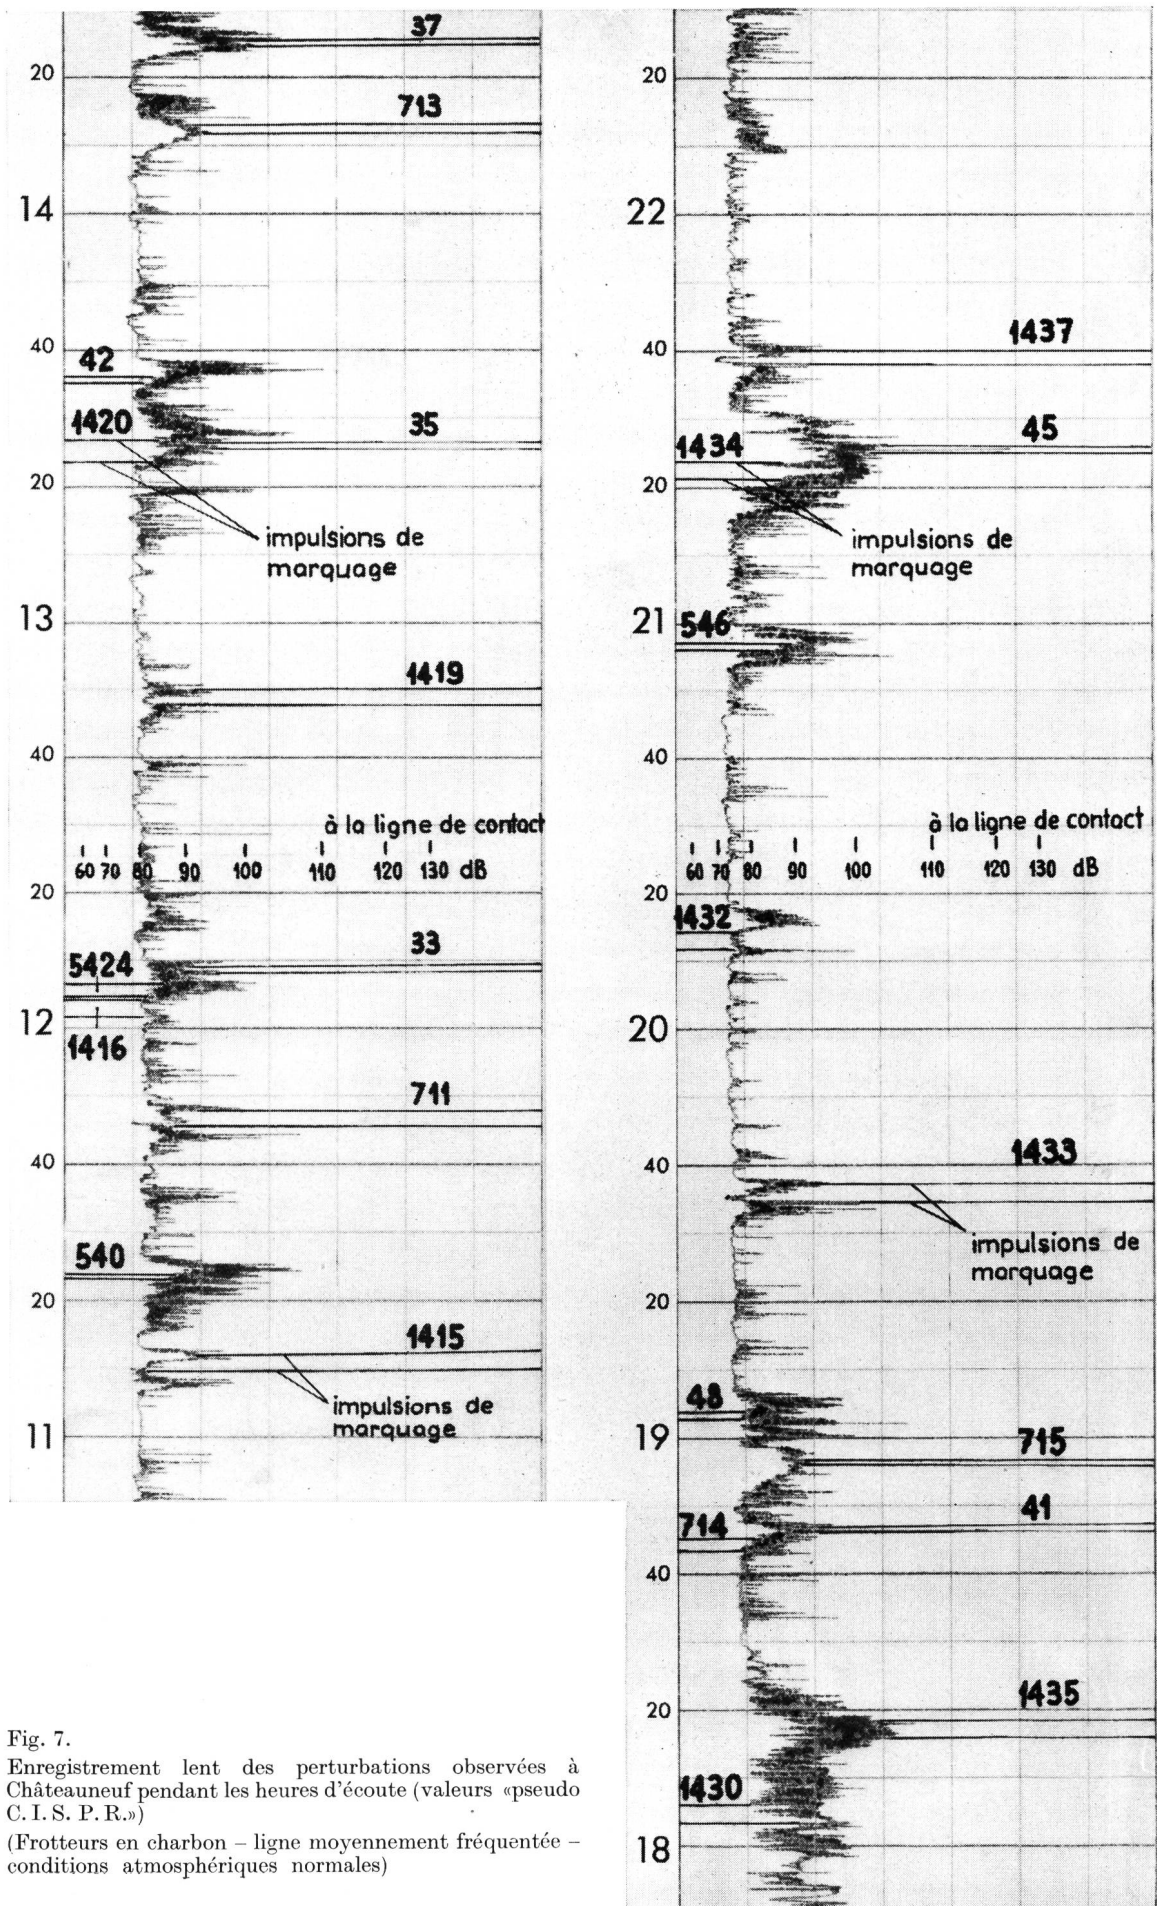 37
20
713
14
40
42
1420
35
20
impulsions de
marquage
13
1419
40
à la ligne de contact
60 70 80 90 100 110 120 130 dB
20
33
5424
12
1416
711
40
540
20
1415
impulsions de
marquage
11
20
22
1437
40
45
1434
20
impulsions de
marquage
21
546
40
à la ligne de contact
60 70 80 90 100 110 120 130 dB
20
1432
20
1433
40
impulsions de
marquage
20
48
19
715
41
714
40
1435
20
1430
18
Fig. 7.
Enregistrement lent des perturbations observées à
Châteauneuf pendant les heures d'écoute (valeurs «pseudo
C. I. S. P. R.»)
(Frotteurs en charbon – ligne moyennement fréquentée –
conditions atmosphériques normales)